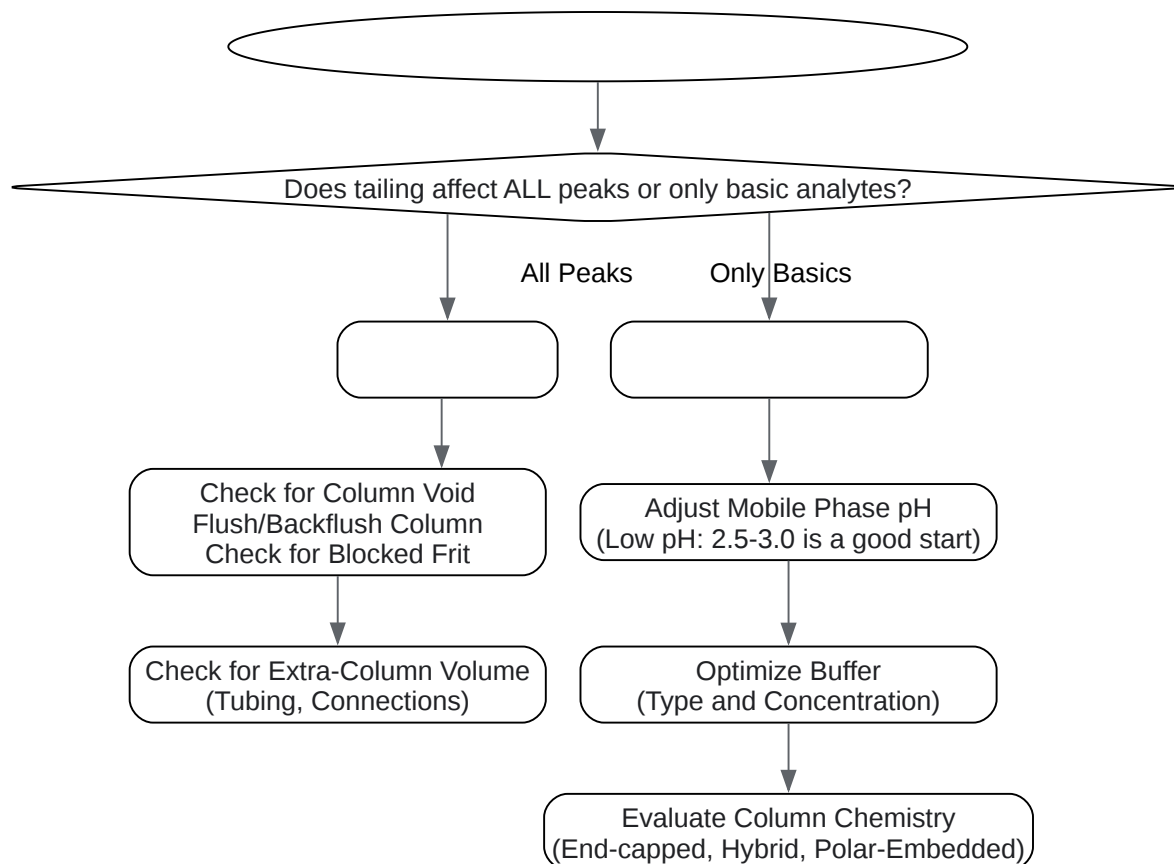 Does tailing affect ALL peaks or only basic analytes?
All Peaks
Only Basics
Check for Column Void
Flush/Backflush Column
Check for Blocked Frit
Adjust Mobile Phase pH
(Low pH: 2.5-3.0 is a good start)
Check for Extra-Column Volume
(Tubing, Connections)
Optimize Buffer
(Type and Concentration)
Evaluate Column Chemistry
(End-capped, Hybrid, Polar-Embedded)